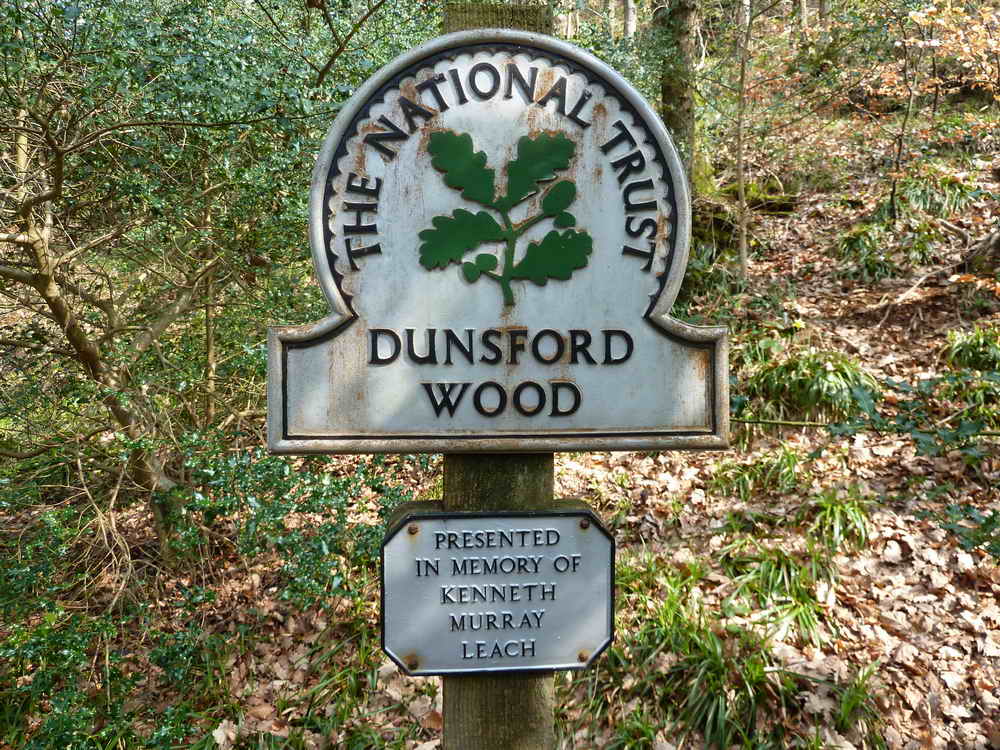 THE NATIONAL TRUST
DUNSFORD
WOOD
PRESENTED
IN MEMORY OF
KENNETH
MURRAY
LEACH